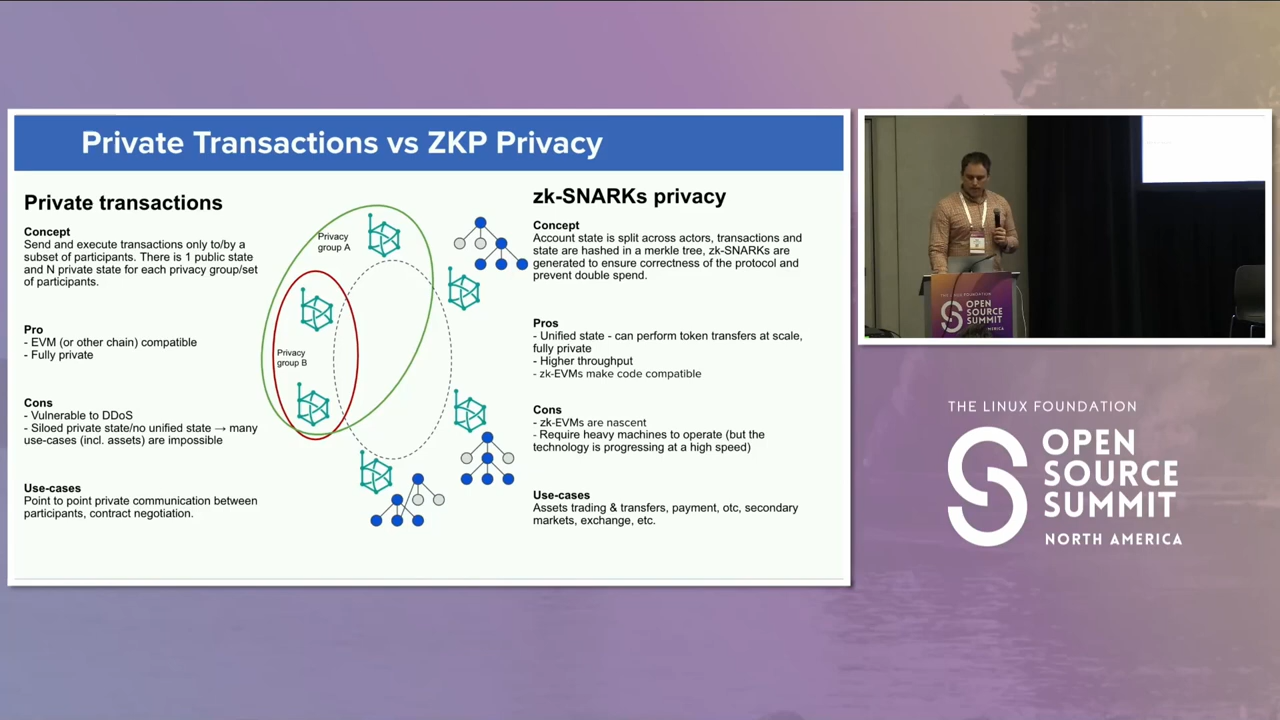 Private Transactions vs ZKP Privacy
Private transactions
Concept
Send and execute transactions only to/by a
subset of participants. There is 1 public state
and N private state for each privacy group/set
of participants.
Pro
- EVM (or other chain) compatible
- Fully private
Cons
- Vulnerable to DDoS
- Siloed private state/no unified state → many
use-cases (incl. assets) are impossible
Use-cases
Point to point private communication between
participants, contract negotiation.
Privacy
group A
Privacy
group B
zk-SNARKs privacy
Concept
Account state is split across actors, transactions and
state are hashed in a merkle tree, zk-SNARKs are
generated to ensure correctness of the protocol and
prevent double spend.
Pros
- Unified state - can perform token transfers at scale,
fully private
- Higher throughput
- zk-EVMs make code compatible
Cons
- zk-EVMs are nascent
- Require heavy machines to operate (but the
technology is progressing at a high speed)
Use-cases
Assets trading & transfers, payment, otc, secondary
markets, exchange, etc.
THE LINUX FOUNDATION
OPEN
SOURCE
SUMMIT
THE LINUX FOUNDATION
OPEN
SOURCE
SUMMIT
NORTH AMERICA